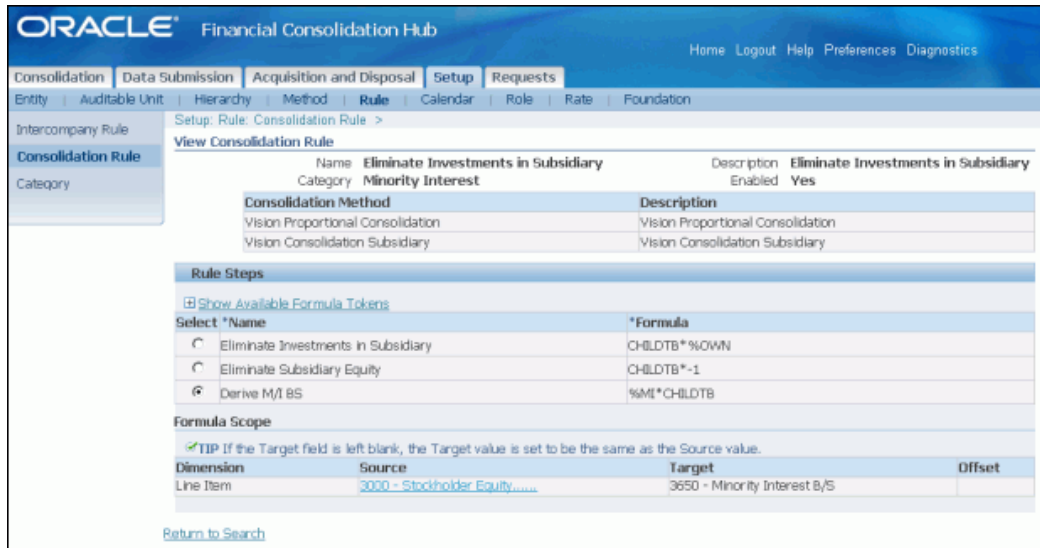 ORACLE® Financial Consolidation Hub
Home Logout Help Preferences Diagnostics
Consolidation Data Submission Acquisition and Disposal Setup Requests
Entity | Auditable Unit | Hierarchy | Method | Rule | Calendar | Role | Rate | Foundation
Intercompany Rule
Consolidation Rule
Category
Setup: Rule: Consolidation Rule >
View Consolidation Rule
Name Eliminate Investments in Subsidiary Description Eliminate Investments in Subsidiary
Category Minority Interest Enabled Yes
Consolidation Method Description
Vision Proportional Consolidation Vision Proportional Consolidation
Vision Consolidation Subsidiary Vision Consolidation Subsidiary
Rule Steps
Show Available Formula Tokens
Select *Name *Formula
Eliminate Investments in Subsidiary CHILDTB*%OWN
Eliminate Subsidiary Equity CHILDTB*-1
Derive M/I BS %MI*CHILDTB
Formula Scope
TIP If the Target field is left blank, the Target value is set to be the same as the Source value.
Dimension Source Target Offset
Line Item 3000 - Stockholder Equity...... 3650 - Minority Interest B/S
Return to Search